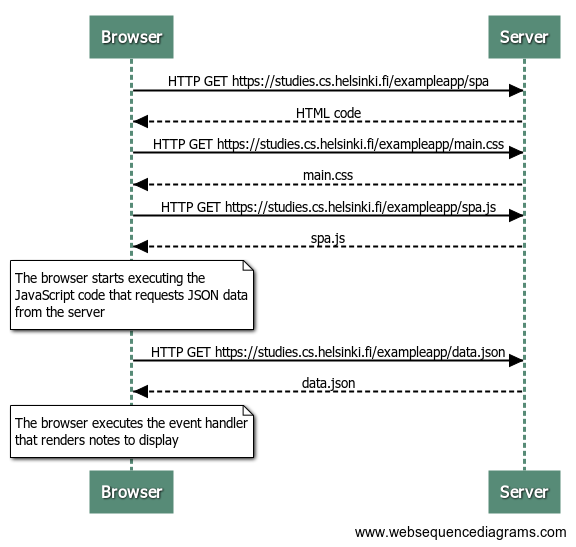 Browser
Server
HTTP GET https://studies.cs.helsinki.fi/exampleapp/spa
HTML code
HTTP GET https://studies.cs.helsinki.fi/exampleapp/main.css
main.css
HTTP GET https://studies.cs.helsinki.fi/exampleapp/spa.js
spa.js
The browser starts executing the
JavaScript code that requests JSON data
from the server
HTTP GET https://studies.cs.helsinki.fi/exampleapp/data.json
data.json
The browser executes the event handler
that renders notes to display
Browser
Server
www.websequencediagrams.com